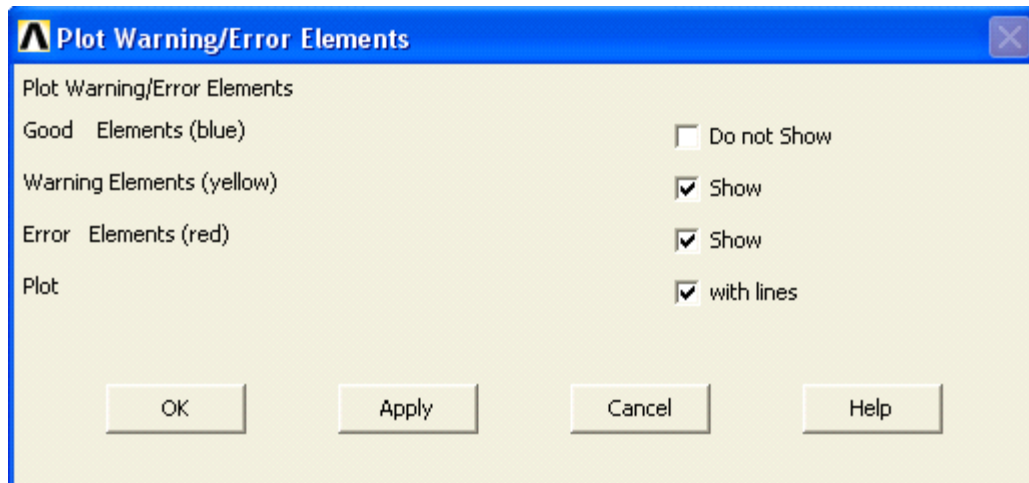 Plot Warning/Error Elements
Plot Warning/Error Elements
Good Elements (blue)
Do not Show
Warning Elements (yellow)
Show
Error Elements (red)
Show
Plot
with lines
OK
Apply
Cancel
Help